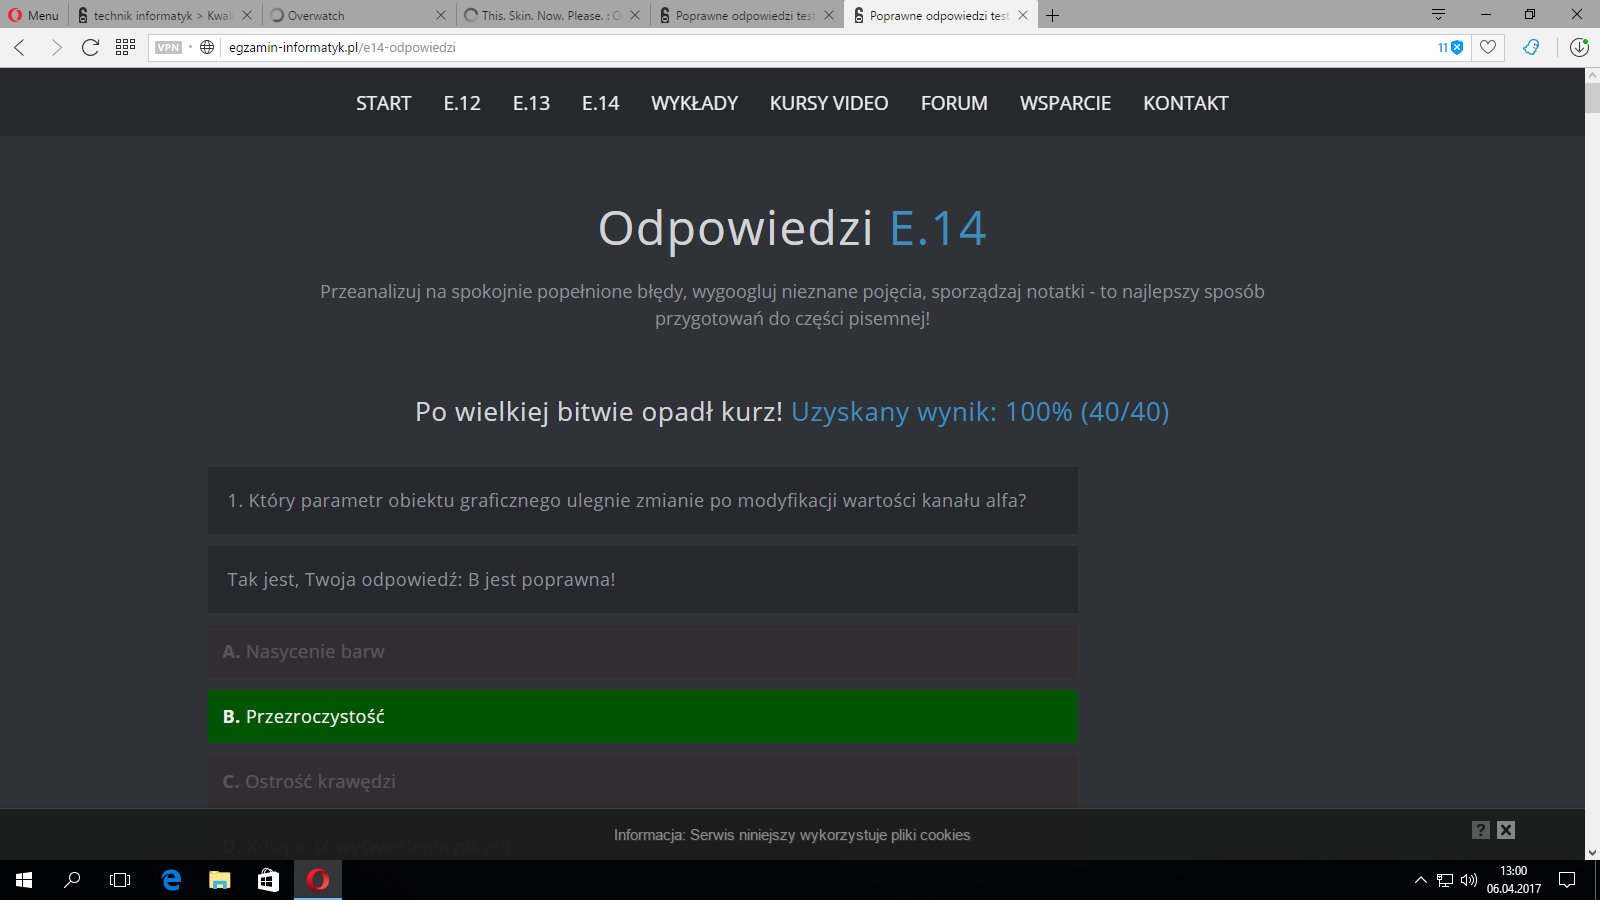 Menu
technik informatyk > Kwali
Overwatch
This. Skin. Now. Please. : O
Poprawne odpowiedzi test
Poprawne odpowiedzi test
VPN
egzamin-informatyk.pl/e14-odpowiedzi
11
START E.12 E.13 E.14 WYKŁADY KURSY VIDEO FORUM WSPARCIE KONTAKT
Odpowiedzi E.14
Przeanalizuj na spokojnie popełnione błędy, wygoogluj nieznane pojęcia, sporządzaj notatki - to najlepszy sposób
przygotowań do części pisemnej!
Po wielkiej bitwie opadł kurz! Uzyskany wynik: 100% (40/40)
1. Który parametr obiektu graficznego ulegnie zmianie po modyfikacji wartości kanału alfa?
Tak jest, Twoja odpowiedź: B jest poprawna!
A. Nasycenie barw
B. Przezroczystość
C. Ostrość krawędzi
D. Kolejność wyświetlenia pikseli
Informacja: Serwis niniejszy wykorzystuje pliki cookies
?
13:00
06.04.2017